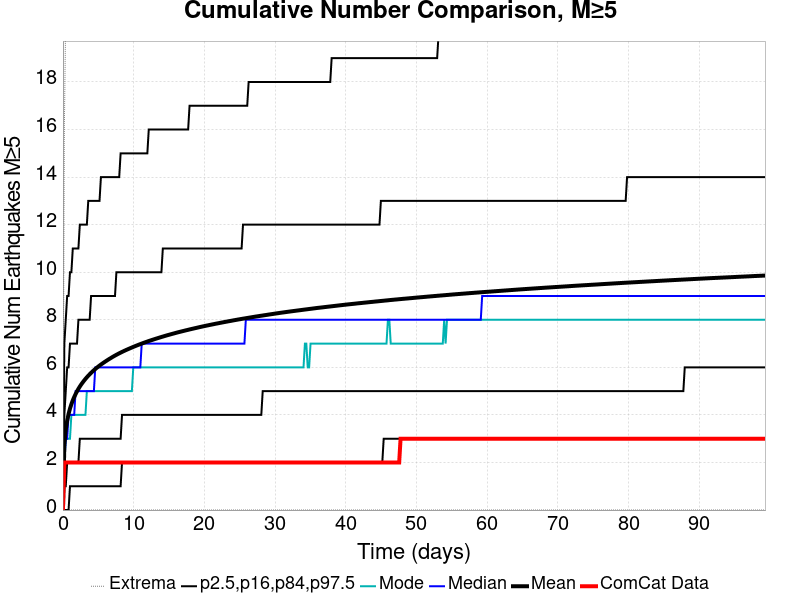 Cumulative Number Comparison, M≥5
Cumulative Num Earthquakes M≥5
18
16
14
12
10
8
6
4
2
0
0 10 20 30 40 50 60 70 80 90
Time (days)
Extrema p2.5,p16,p84,p97.5 Mode Median Mean ComCat Data